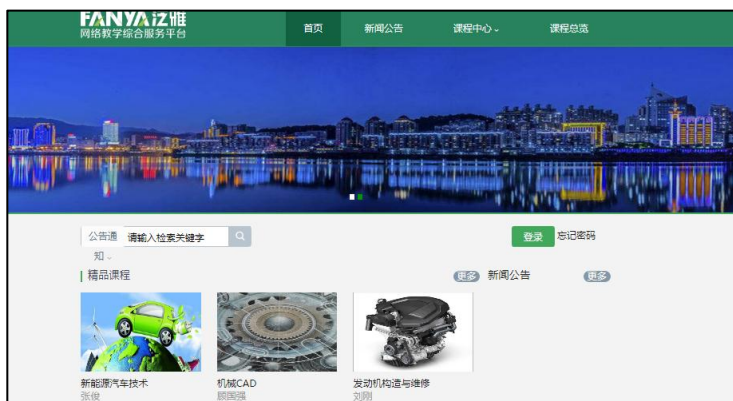 FANYA泛雅
网络教学综合服务平台
首页 新闻公告 课程中心 课程总览
公告通知 请输入检索关键字
登录 忘记密码
精品课程 更多 新闻公告 更多
新能源汽车技术 机械CAD 发动机构造与维修
张俊 顾国强 刘刚